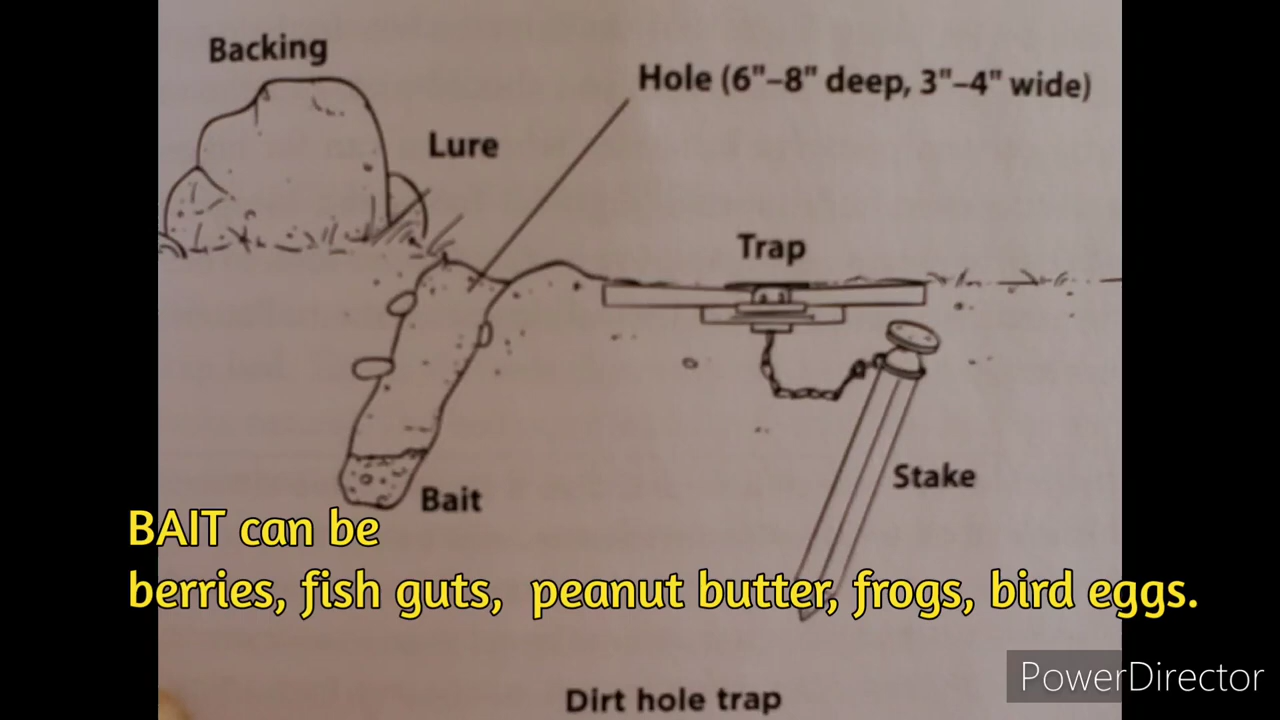 Backing
Hole (6"–8" deep, 3"–4" wide)
Lure
Trap
Stake
Bait
BAIT can be
berries, fish guts, peanut butter, frogs, bird eggs.
PowerDirector
Dirt hole trap